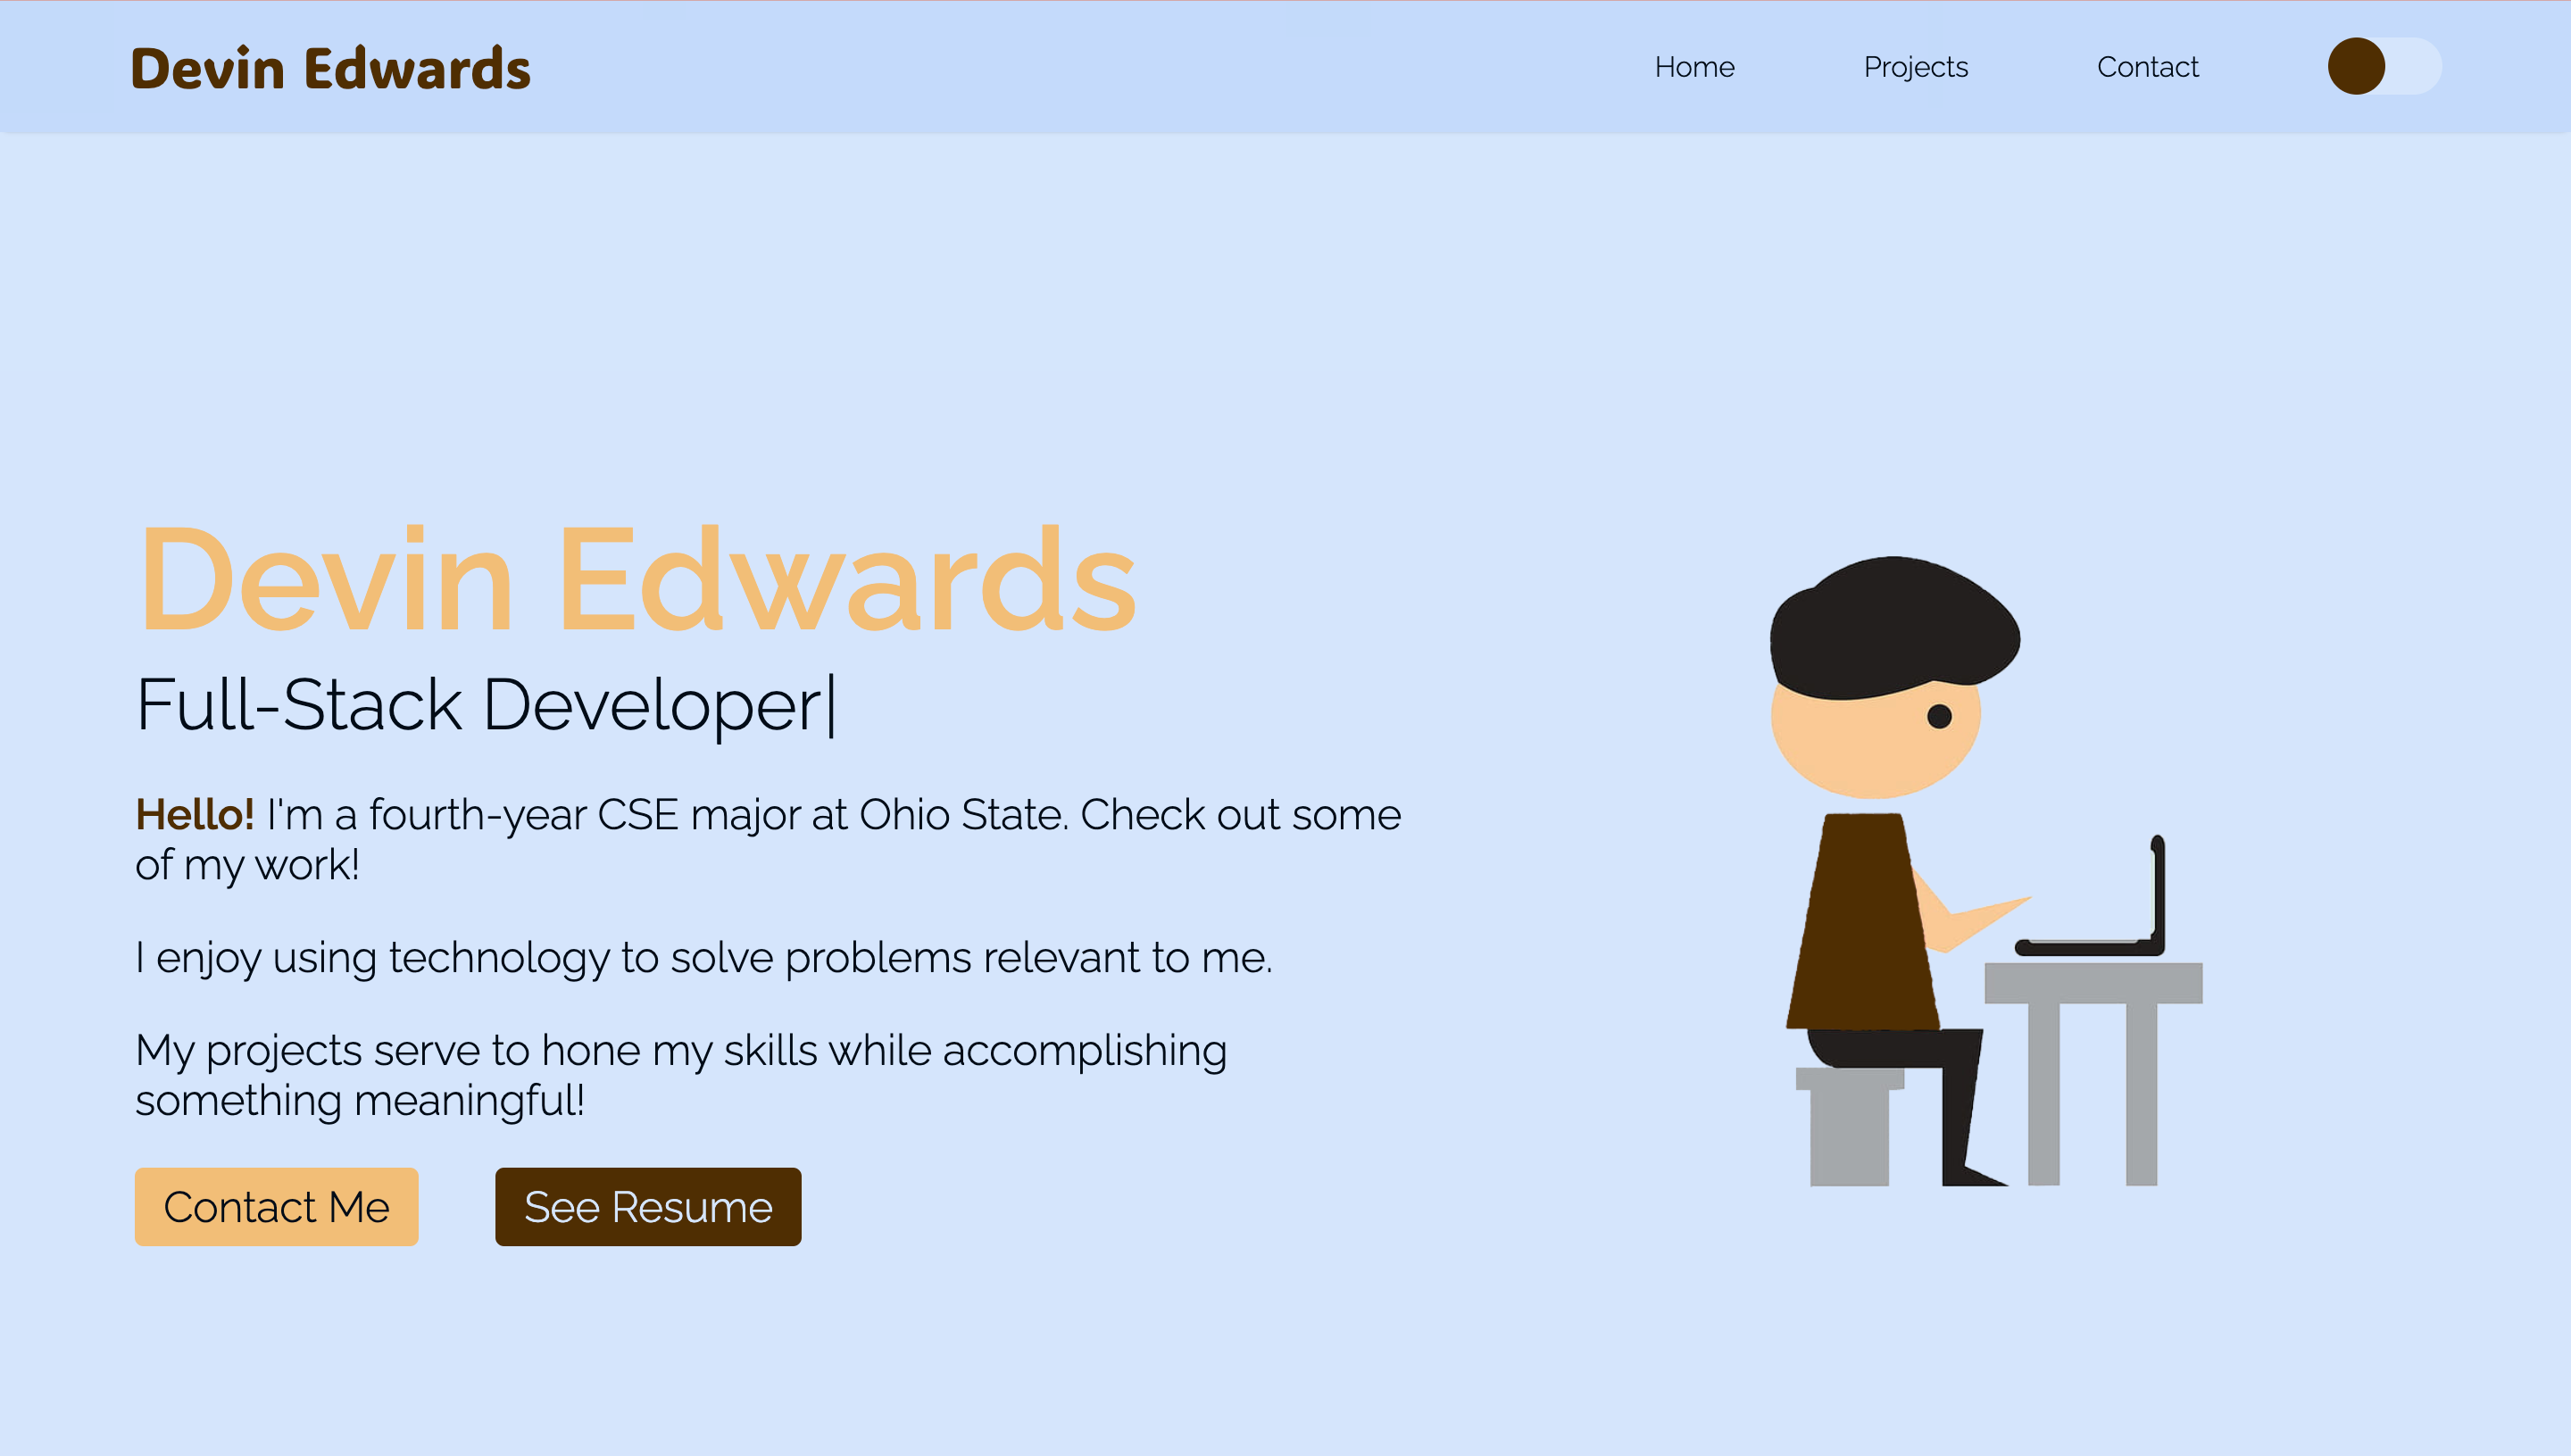 Devin Edwards
Home
Projects
Contact
Devin Edwards
Full-Stack Developer|
Hello! I'm a fourth-year CSE major at Ohio State. Check out some
of my work!
I enjoy using technology to solve problems relevant to me.
My projects serve to hone my skills while accomplishing
something meaningful!
Contact Me
See Resume